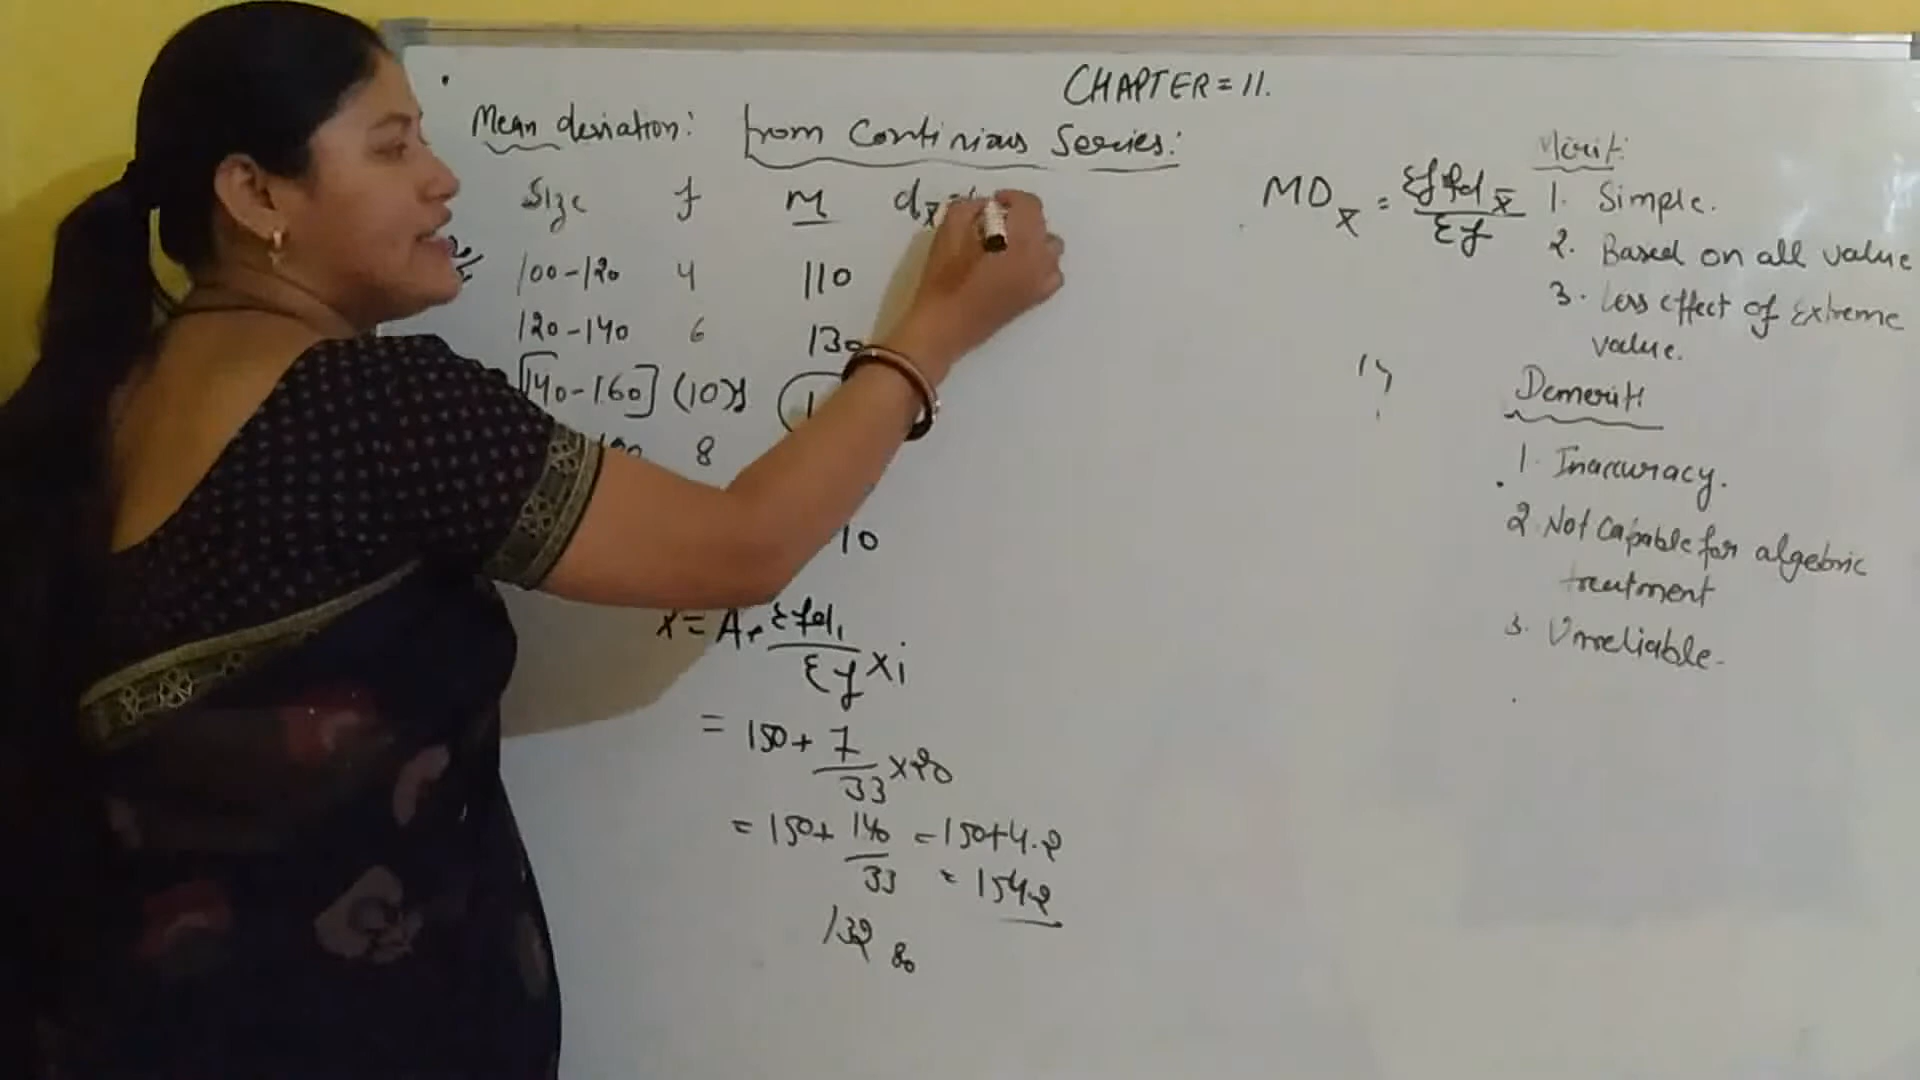 CHAPTER = 11.
Mean deviation: from Continious Series:
Size f m dx̄
100-120 4 110
120-140 6 130
[140-160] (10)
8
10
x = A+ Σfd₁
Σf ×i
= 150+ 7
33 ×20
= 150+ 140 = 150+4.2
33 = 154.2
132 80
MDx̄ = Σf|d|x̄
Σf
Merit:
1. Simple.
2. Based on all value
3. Less effect of extreme
value.
Demerit
1. Inaccuracy.
2. Not Capable for algebric
treatment
3. Unreliable.